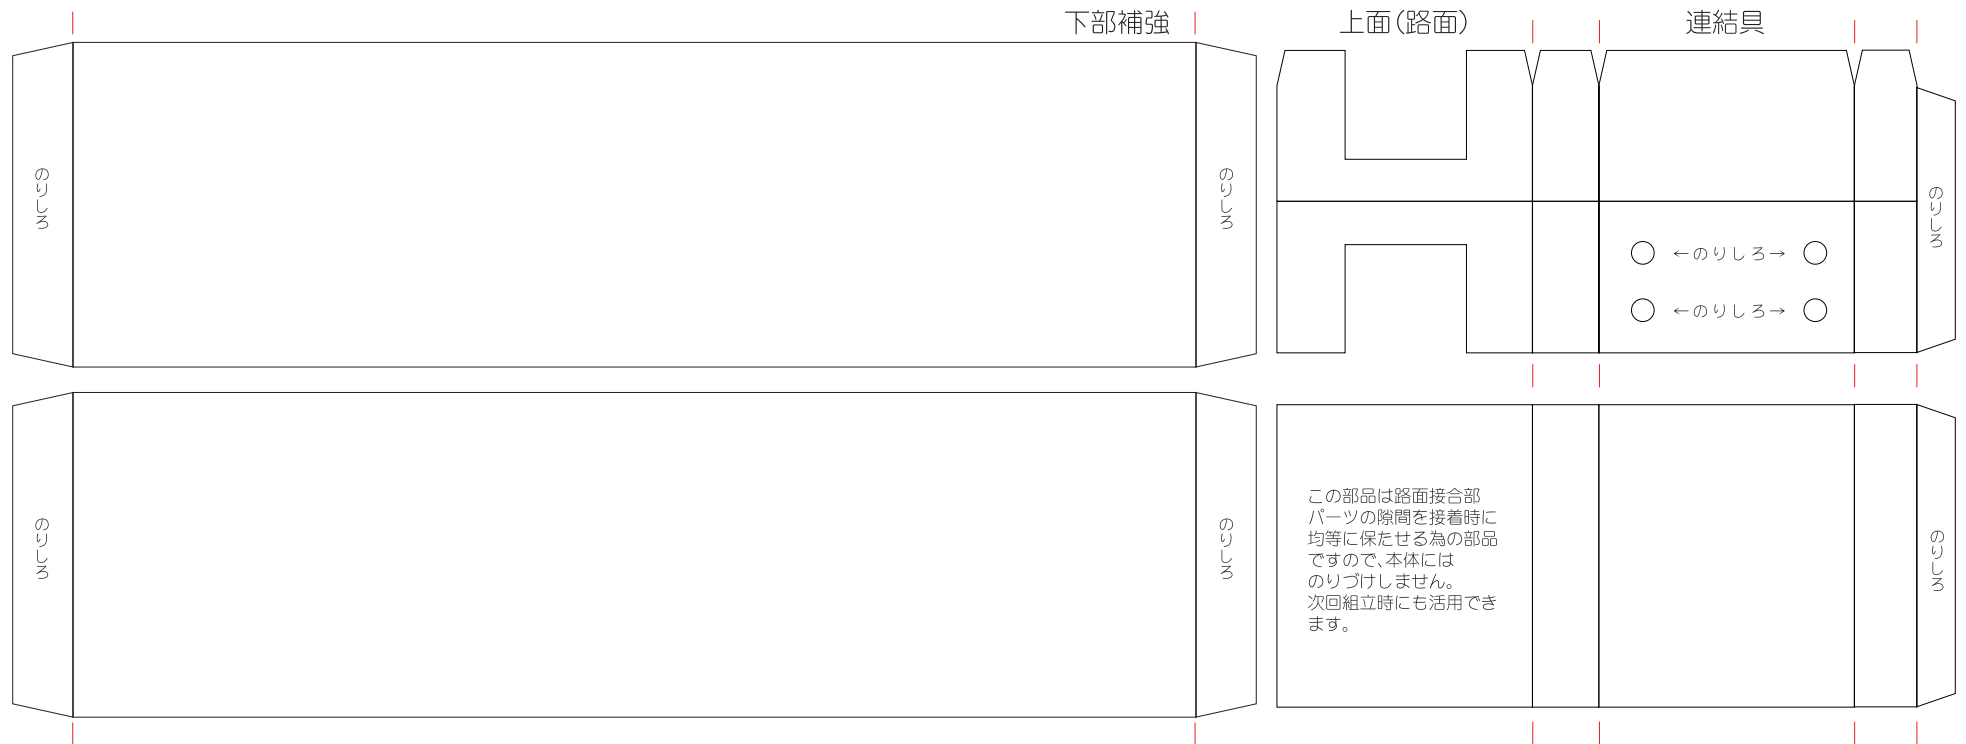 下部補強
上面(路面)
連結具
のりしろ
のりしろ
のりしろ
←のりしろ→
←のりしろ→
のりしろ
のりしろ
この部品は路面接合部
パーツの隙間を接着時に
均等に保たせる為の部品
ですので、本体には
のりづけしません。
次回組立時にも活用でき
ます。
のりしろ